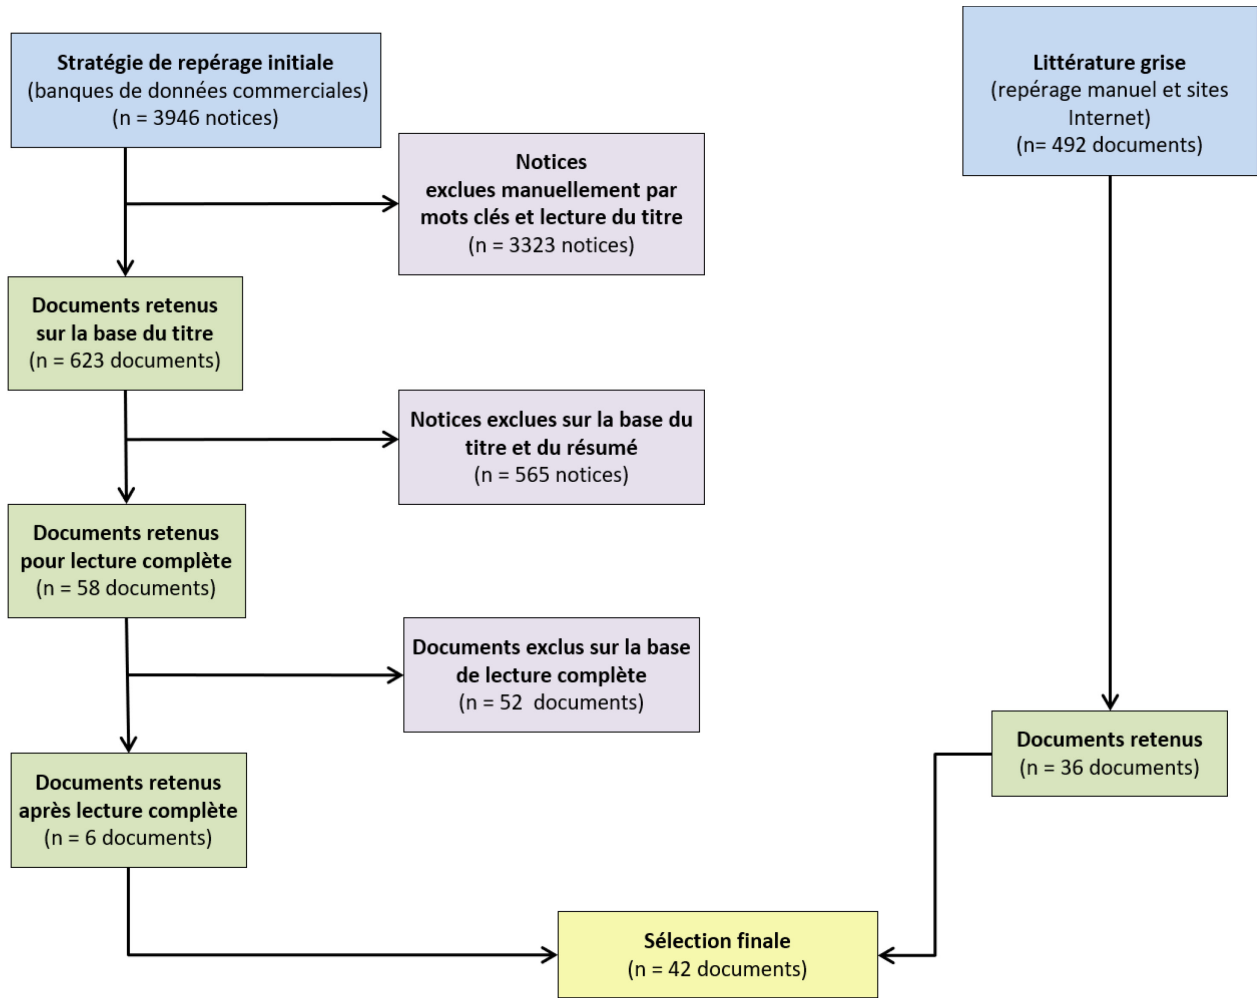 Stratégie de repérage initiale
(banques de données commerciales)
(n = 3946 notices)
Littérature grise
(repérage manuel et sites
Internet)
(n= 492 documents)
Notices
exclues manuellement par
mots clés et lecture du titre
(n = 3323 notices)
Documents retenus
sur la base du titre
(n = 623 documents)
Notices exclues sur la base du
titre et du résumé
(n = 565 notices)
Documents retenus
pour lecture complète
(n = 58 documents)
Documents exclus sur la base
de lecture complète
(n = 52  documents)
Documents retenus
(n = 36 documents)
Documents retenus
après lecture complète
(n = 6 documents)
Sélection finale
(n = 42 documents)